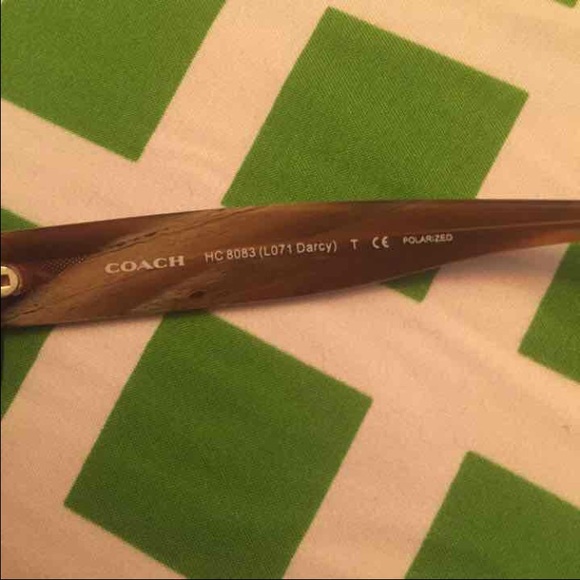 COACH HC 8083 (L071 Darcy) T CE POLARIZED